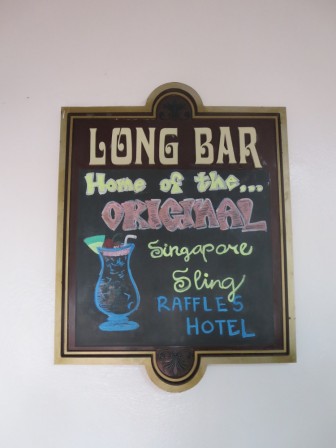 LONG BAR
Home of the...
ORIGINAL
Singapore
Sling
RAFFLES
HOTEL